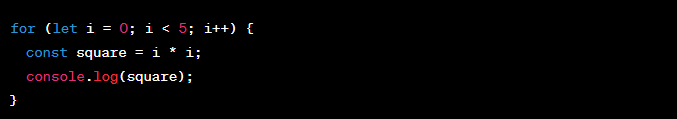 for (let i = 0; i < 5; i++) {
  const square = i * i;
  console.log(square);
}